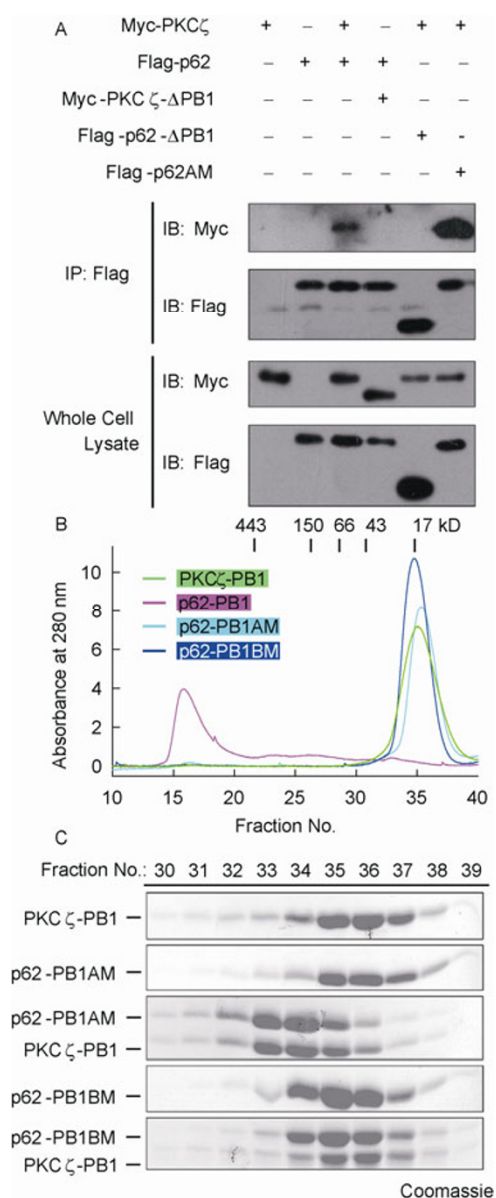 A
Myc-PKCζ + – + – + +
Flag-p62 – + + + – –
Myc-PKC ζ-ΔPB1 – – – + – –
Flag-p62-ΔPB1 – – – – + -
Flag-p62AM – – – – – +
IP: Flag
IB: Myc
IB: Flag
Whole Cell Lysate
IB: Myc
IB: Flag
B
443 150 66 43 17 kD
PKCζ-PB1
p62-PB1
p62-PB1AM
p62-PB1BM
Absorbance at 280 nm
10
8
6
4
2
0
10 15 20 25 30 35 40
Fraction No.
C
Fraction No.: 30 31 32 33 34 35 36 37 38 39
PKC ζ-PB1
p62-PB1AM
p62-PB1AM
PKC ζ-PB1
p62-PB1BM
p62-PB1BM
PKC ζ-PB1
Coomassie